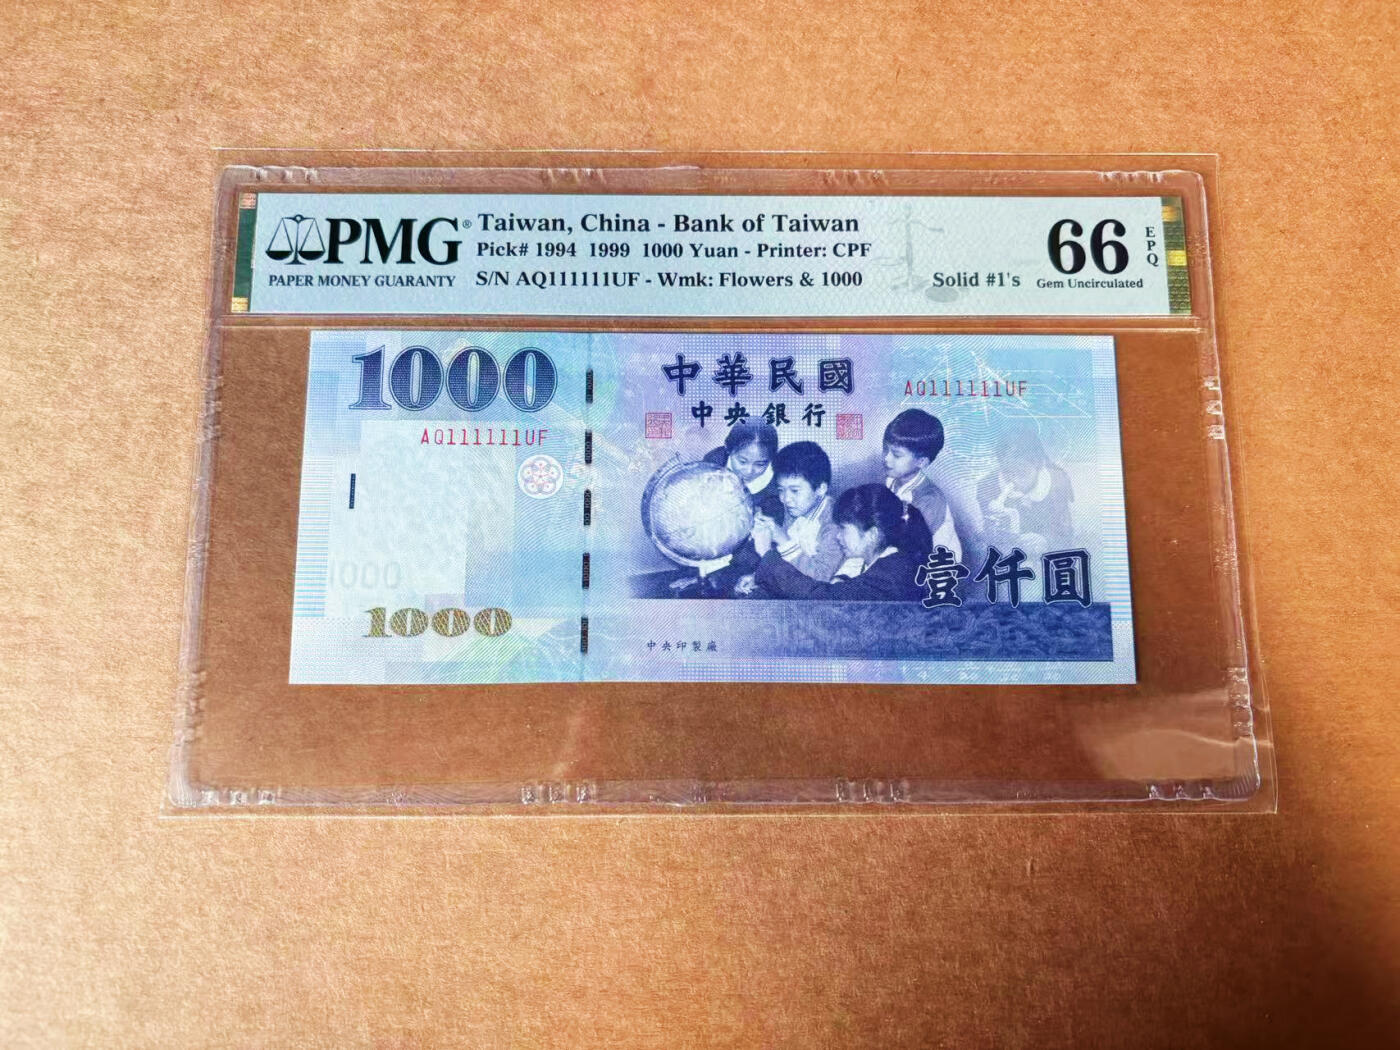 PMG®
PAPER MONEY GUARANTY
Taiwan, China - Bank of Taiwan
Pick# 1994 1999 1000 Yuan - Printer: CPF
S/N AQ111111UF - Wmk: Flowers & 1000
Solid #1's
66
EPQ
Gem Uncirculated
1000
中華民國
AQ111111UF
中央銀行
AQ111111UF
1000
1000
壹仟圓
中央印製廠